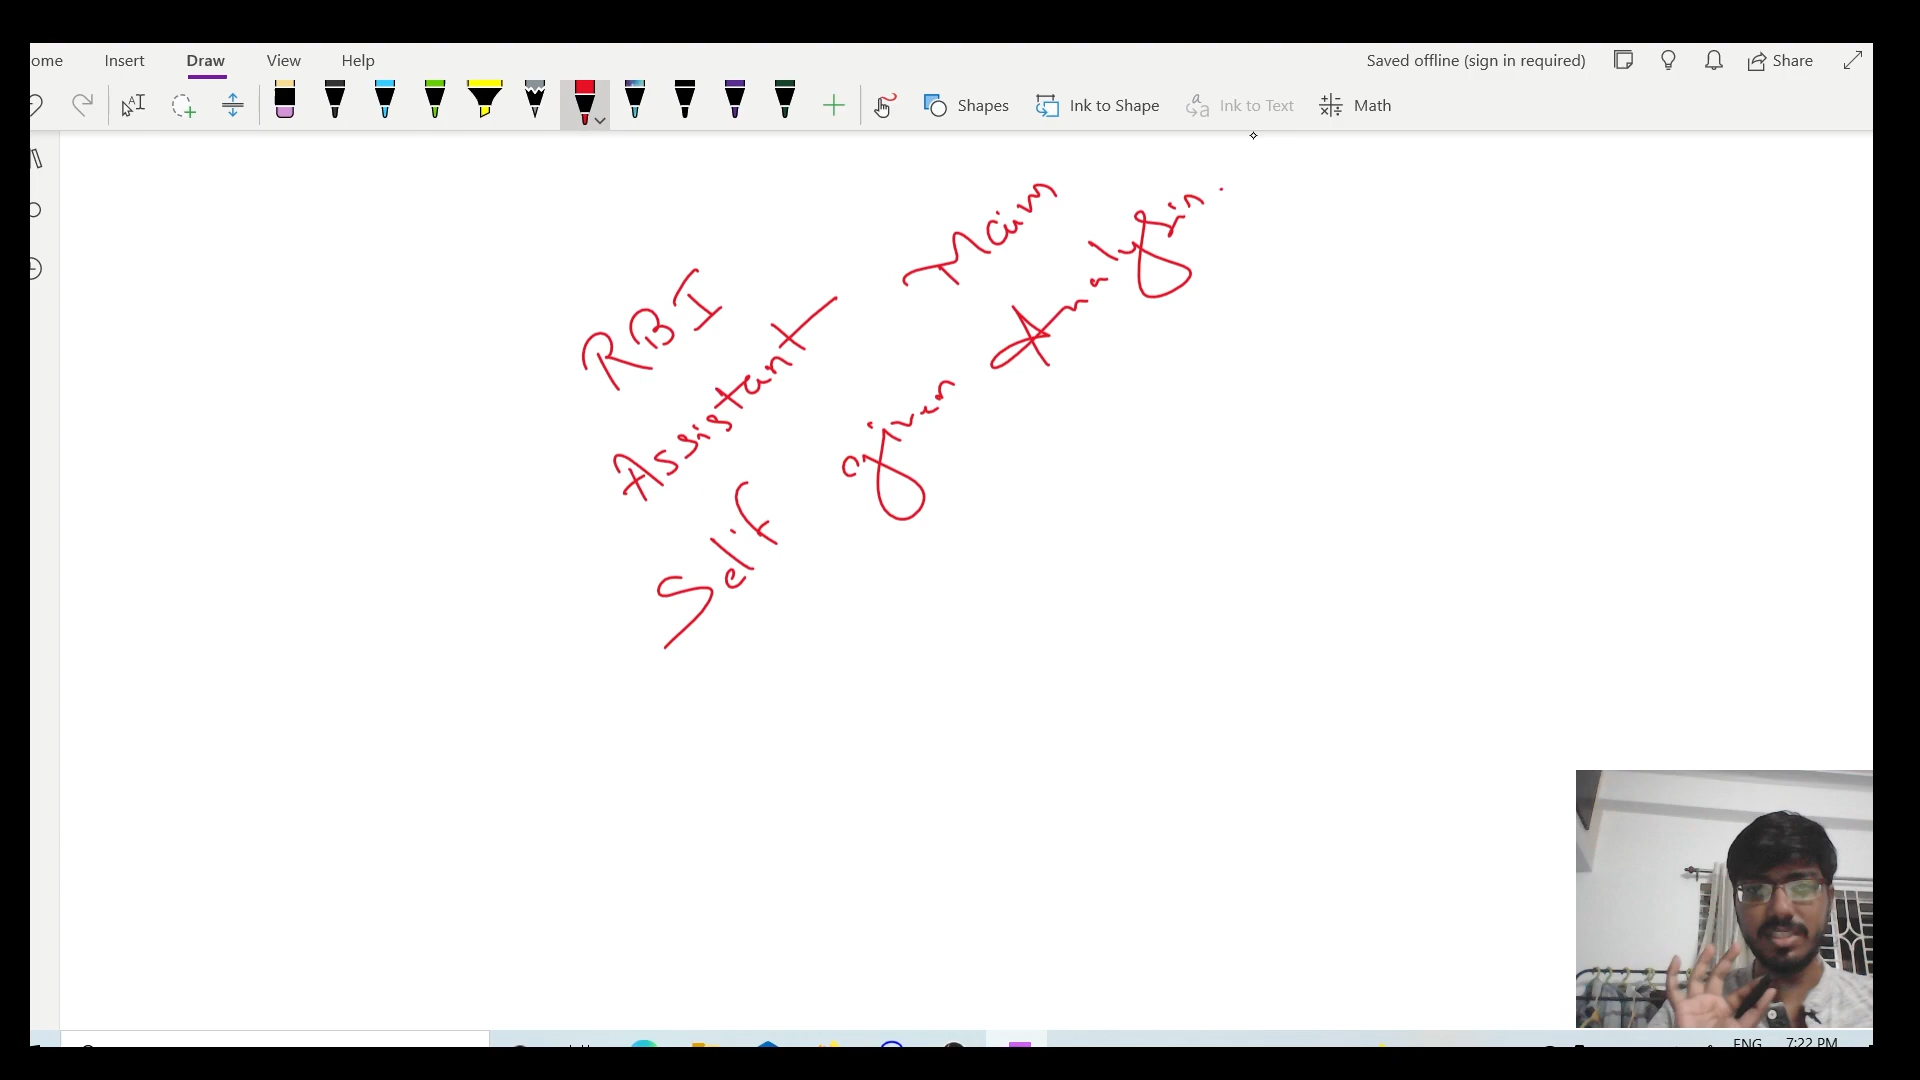 ome Insert Draw View Help Saved offline (sign in required) Share
Shapes Ink to Shape Ink to Text Math
RBI
Assistant Mains
Self given Analysis.
ENG 7:22 PM